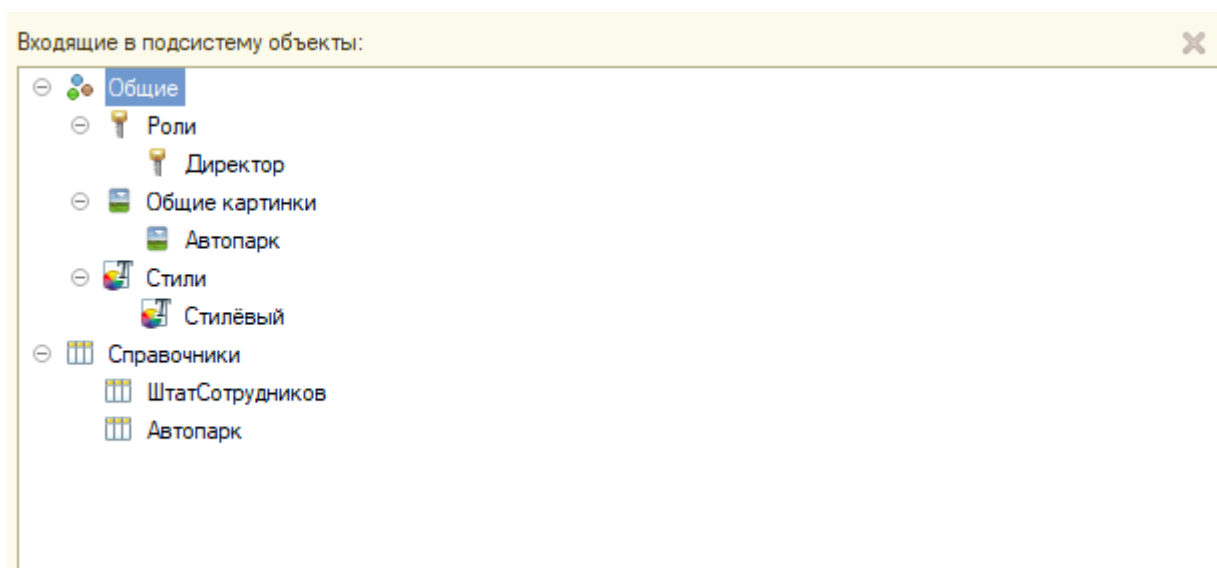 Входящие в подсистему объекты:
Общие
Роли
Директор
Общие картинки
Автопарк
Стили
Стилёвый
Справочники
ШтатСотрудников
Автопарк